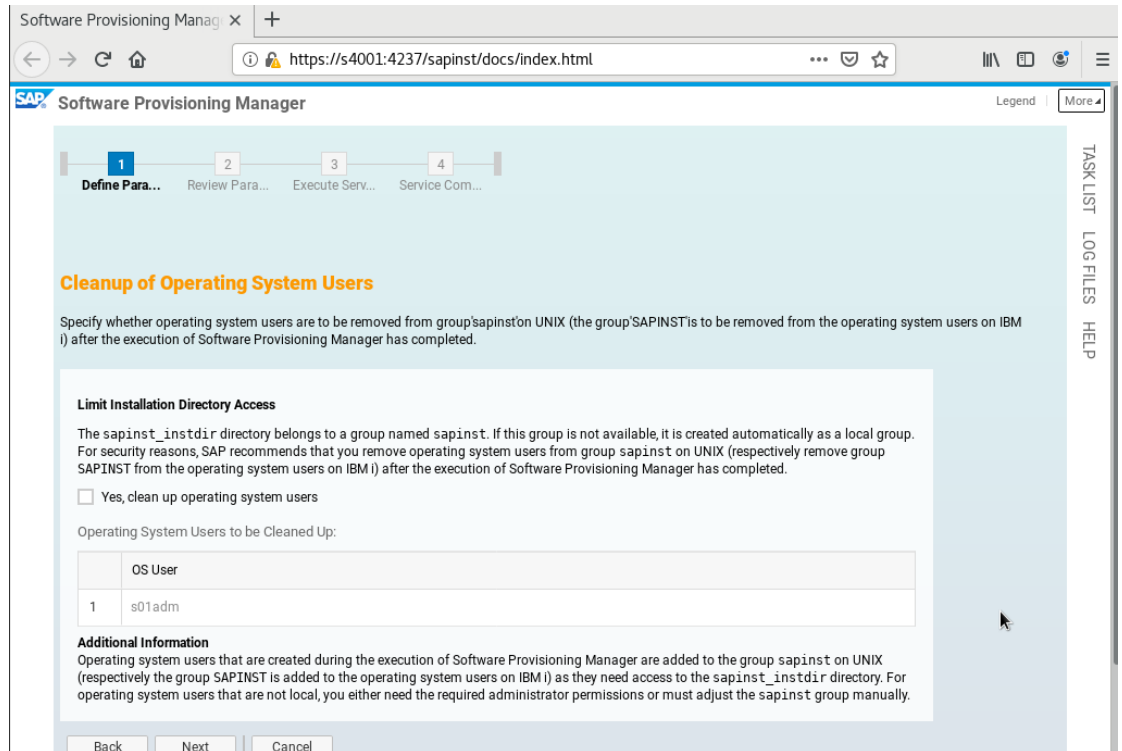 Software Provisioning Manag
https://s4001:4237/sapinst/docs/index.html
SAP Software Provisioning Manager
Legend
More
1
2
3
4
Define Para...
Review Para...
Execute Serv...
Service Com...
TASK LIST
LOG FILES
HELP
Cleanup of Operating System Users
Specify whether operating system users are to be removed from group'sapinst'on UNIX (the group'SAPINST'is to be removed from the operating system users on IBM
i) after the execution of Software Provisioning Manager has completed.
Limit Installation Directory Access
The sapinst_instdir directory belongs to a group named sapinst. If this group is not available, it is created automatically as a local group.
For security reasons, SAP recommends that you remove operating system users from group sapinst on UNIX (respectively remove group
SAPINST from the operating system users on IBM i) after the execution of Software Provisioning Manager has completed.
Yes, clean up operating system users
Operating System Users to be Cleaned Up:
OS User
1 s01adm
Additional Information
Operating system users that are created during the execution of Software Provisioning Manager are added to the group sapinst on UNIX
(respectively the group SAPINST is added to the operating system users on IBM i) as they need access to the sapinst_instdir directory. For
operating system users that are not local, you either need the required administrator permissions or must adjust the sapinst group manually.
Back
Next
Cancel